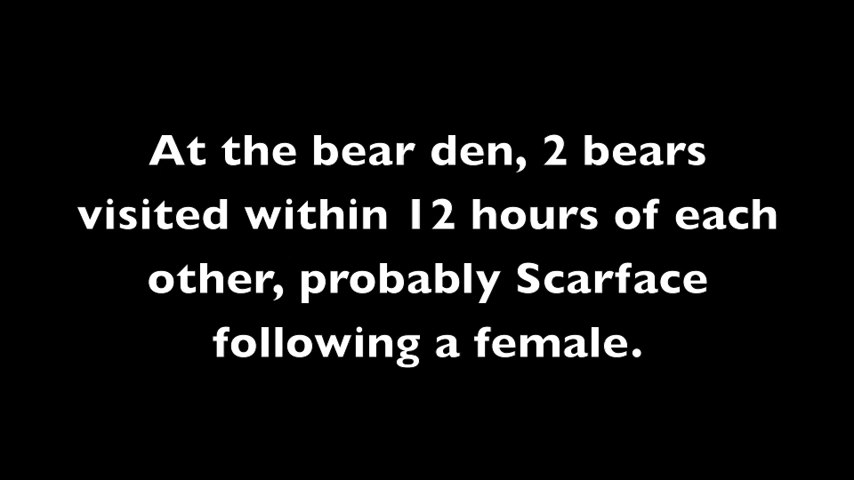 At the bear den, 2 bears
visited within 12 hours of each
other, probably Scarface
following a female.